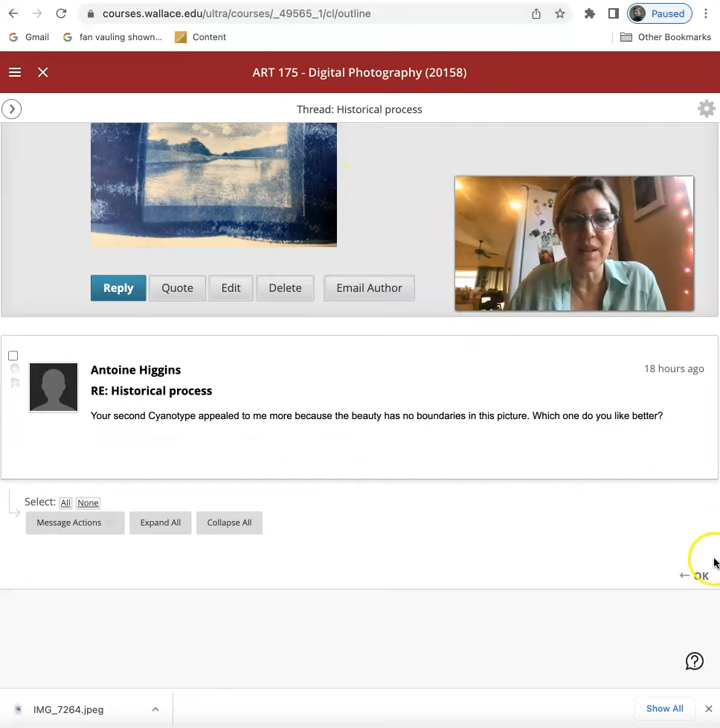 courses.wallace.edu/ultra/courses/_49565_1/cl/outline
Paused
Gmail
fan vauling shown...
Content
Other Bookmarks
ART 175 - Digital Photography (20158)
Thread: Historical process
Reply
Quote
Edit
Delete
Email Author
Antoine Higgins
18 hours ago
RE: Historical process
Your second Cyanotype appealed to me more because the beauty has no boundaries in this picture. Which one do you like better?
Select: All None
Message Actions
Expand All
Collapse All
← OK
IMG_7264.jpeg
Show All